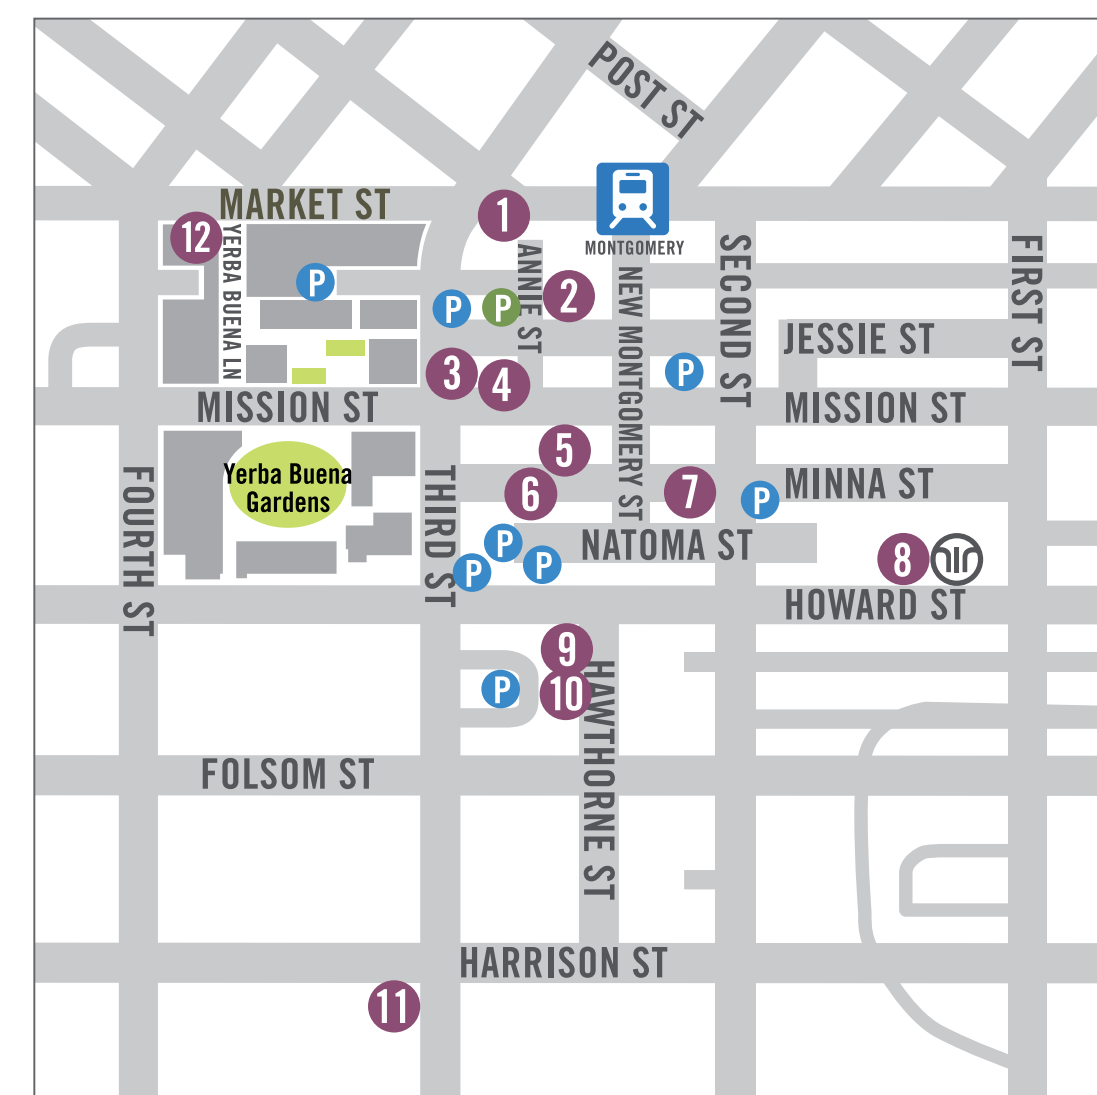 POST ST
MARKET ST
1
12
YERBA BUENA LN
MONTGOMERY
ANNIE ST
SECOND ST
FIRST ST
P
2
NEW MONTGOMERY ST
P
P
JESSIE ST
3
4
P
MISSION ST
MISSION ST
5
Yerba Buena
Gardens
FOURTH ST
THIRD ST
6
7
P
MINNA ST
P
NATOMA ST
P
P
8
HOWARD ST
9
10
P
HAWTHORNE ST
FOLSOM ST
HARRISON ST
11